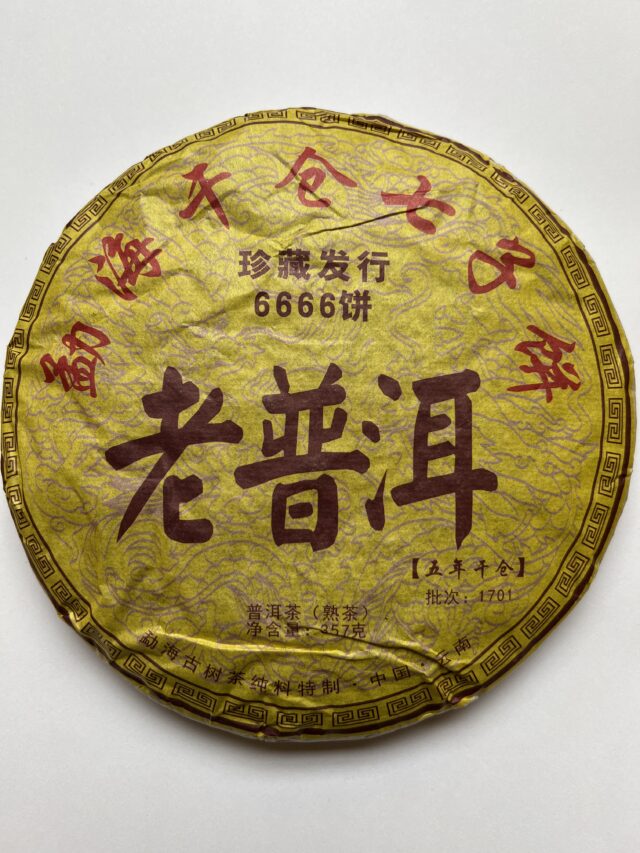 勐海干仓七子饼
珍藏发行
6666饼
老普洱
【五年干仓】
批次：1701
普洱茶（熟茶）
净含量：357克
勐海古树茶纯料特制·中国·云南